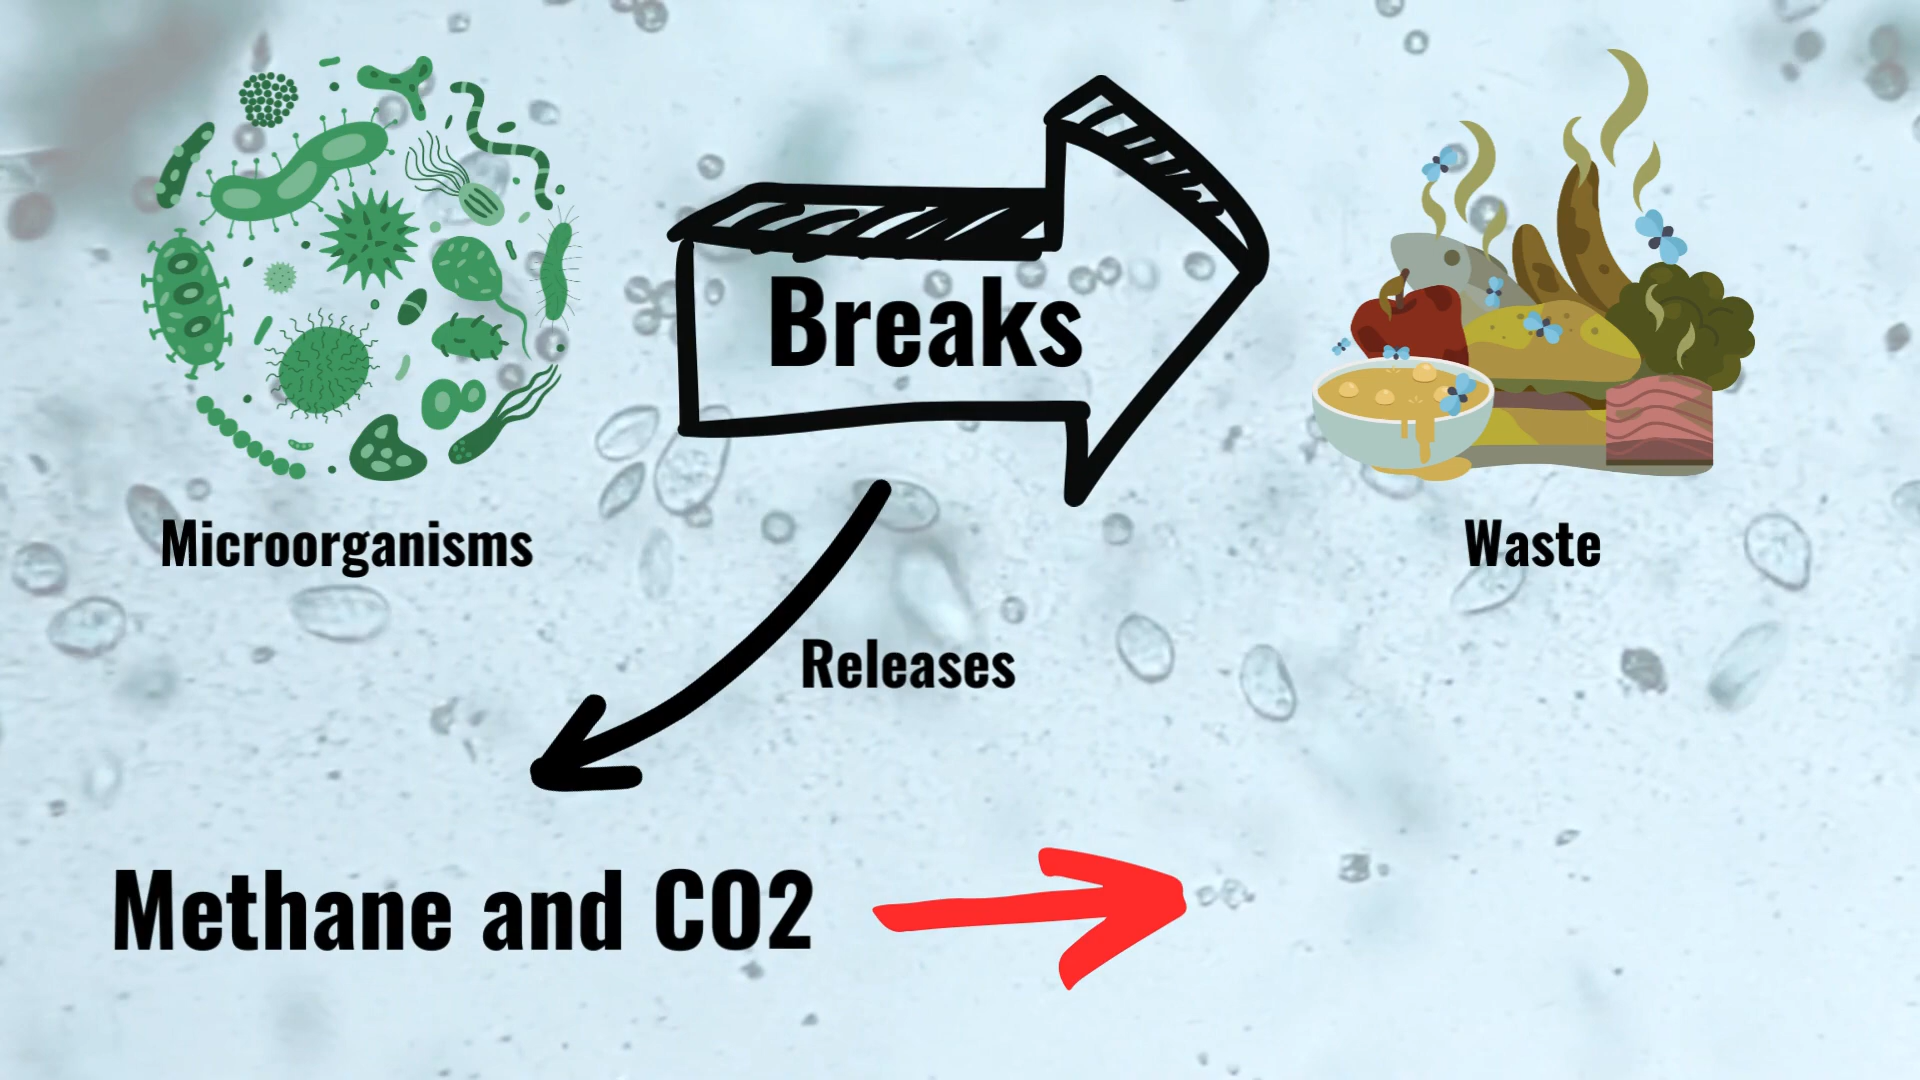 Breaks
Microorganisms
Waste
Releases
Methane and CO2